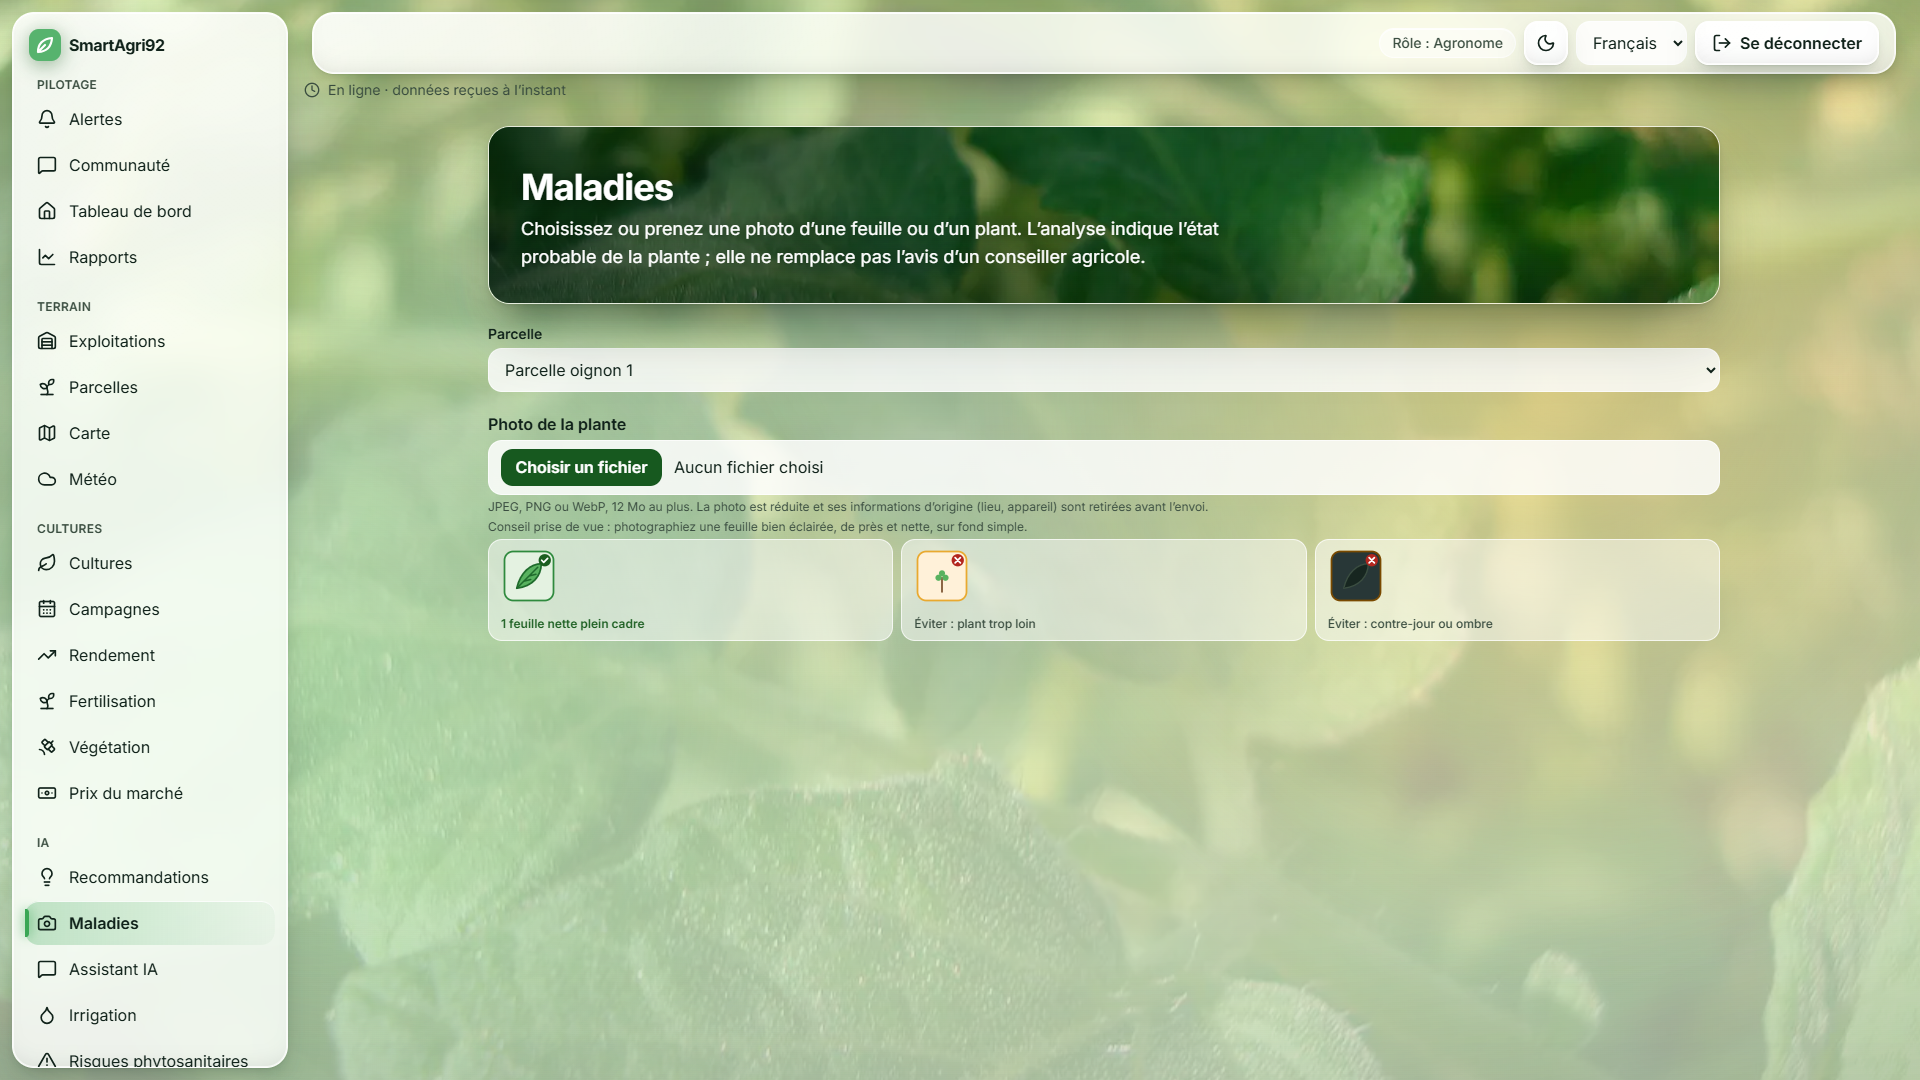 SmartAgri92
PILOTAGE
Alertes
Communauté
Tableau de bord
Rapports
TERRAIN
Exploitations
Parcelles
Carte
Météo
CULTURES
Cultures
Campagnes
Rendement
Fertilisation
Végétation
Prix du marché
IA
Recommandations
Maladies
Assistant IA
Irrigation
Risques phytosanitaires
Rôle : Agronome
Français
Se déconnecter
En ligne · données reçues à l’instant
Maladies
Choisissez ou prenez une photo d’une feuille ou d’un plant. L’analyse indique l’état
probable de la plante ; elle ne remplace pas l’avis d’un conseiller agricole.
Parcelle
Parcelle oignon 1
Photo de la plante
Choisir un fichier Aucun fichier choisi
JPEG, PNG ou WebP, 12 Mo au plus. La photo est réduite et ses informations d’origine (lieu, appareil) sont retirées avant l’envoi.
Conseil prise de vue : photographiez une feuille bien éclairée, de près et nette, sur fond simple.
1 feuille nette plein cadre
Éviter : plant trop loin
Éviter : contre-jour ou ombre